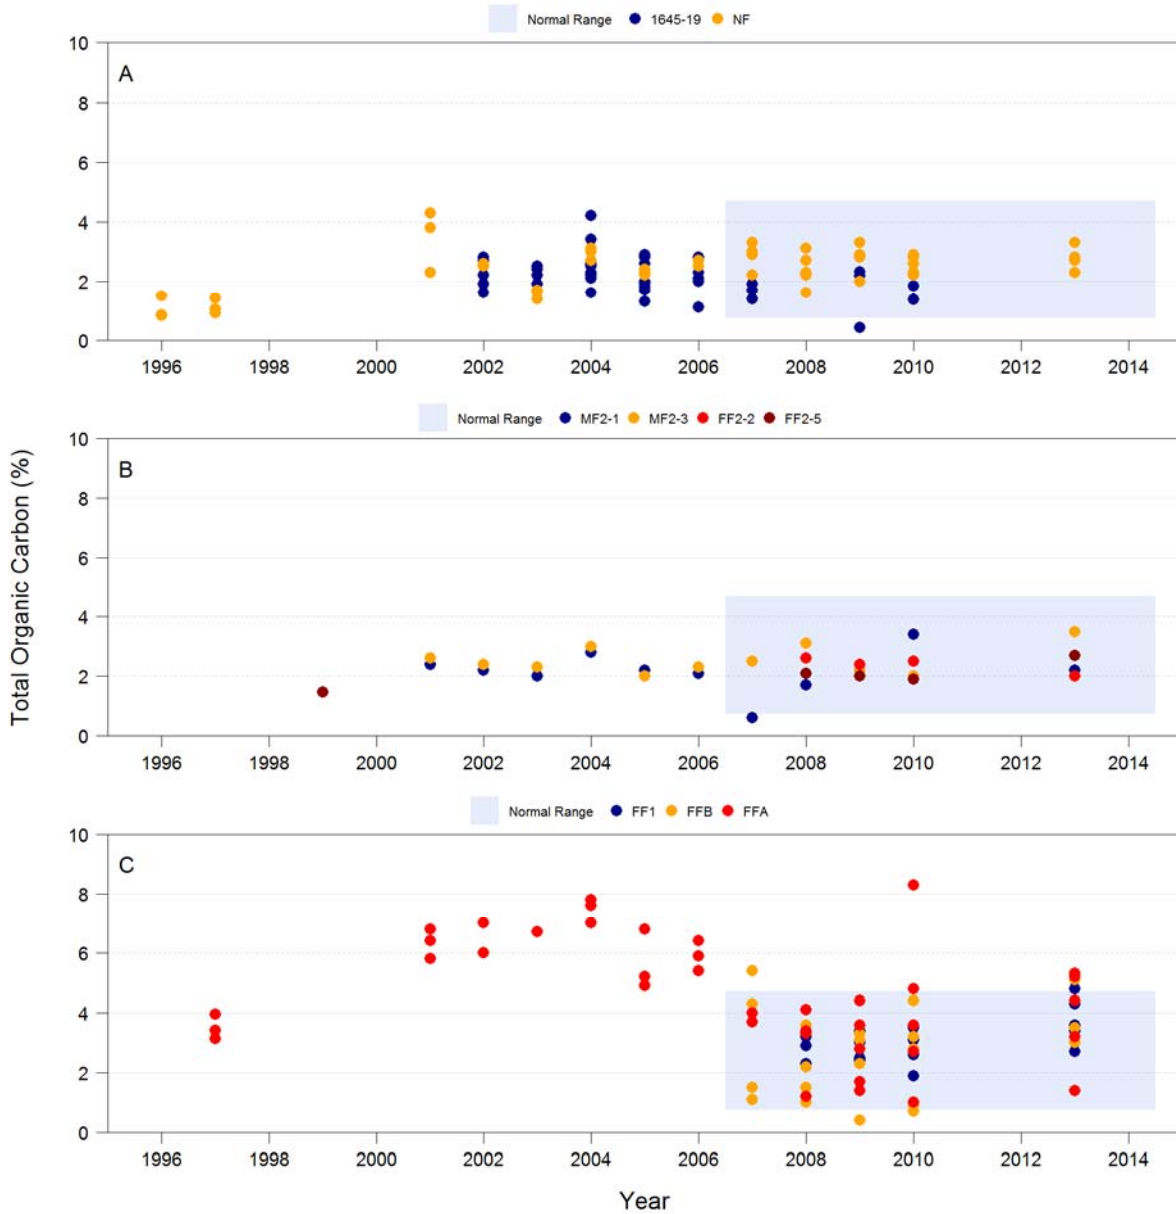 Normal Range 1645-19 NF
A
10
8
6
4
2
0
1996 1998 2000 2002 2004 2006 2008 2010 2012 2014
Normal Range MF2-1 MF2-3 FF2-2 FF2-5
B
10
8
6
4
2
0
1996 1998 2000 2002 2004 2006 2008 2010 2012 2014
Total Organic Carbon (%)
Normal Range FF1 FFB FFA
C
10
8
6
4
2
0
1996 1998 2000 2002 2004 2006 2008 2010 2012 2014
Year